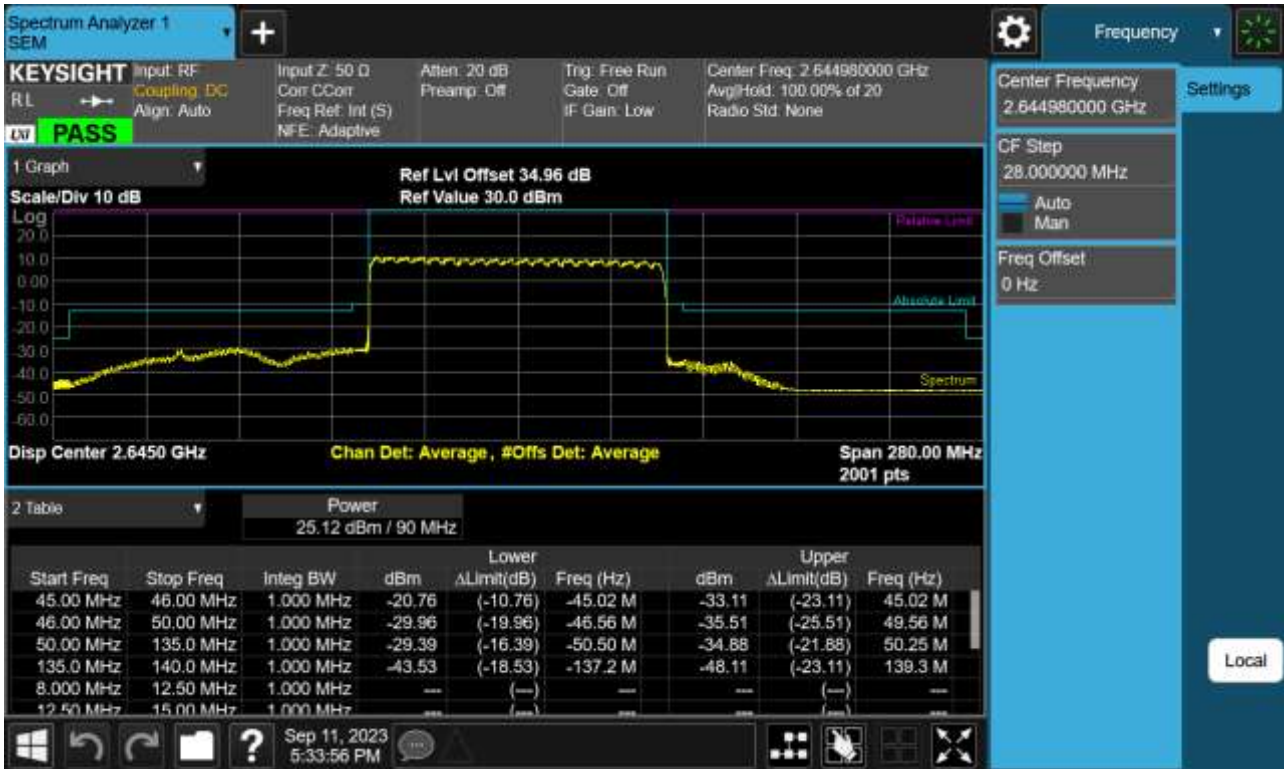 Spectrum Analyzer 1
SEM
+
Frequency
KEYSIGHT
RL
LXI PASS
Input: RF
Coupling: DC
Align: Auto
Input Z: 50 Ω
Corr CCorr
Freq Ref: Int (S)
NFE: Adaptive
Atten: 20 dB
Preamp: Off
Trig: Free Run
Gate: Off
IF Gain: Low
Center Freq: 2.644980000 GHz
Avg|Hold: 100.00% of 20
Radio Std: None
Center Frequency
2.644980000 GHz
Settings
CF Step
28.000000 MHz
Auto
Man
Freq Offset
0 Hz
Local
1 Graph
Scale/Div 10 dB
Ref Lvl Offset 34.96 dB
Ref Value 30.0 dBm
Log
20.0
10.0
0.00
-10.0
-20.0
-30.0
-40.0
-50.0
-60.0
Relative Limit
Absolute Limit
Spectrum
Disp Center 2.6450 GHz
Chan Det: Average, #Offs Det: Average
Span 280.00 MHz
2001 pts
2 Table
Power
25.12 dBm / 90 MHz
Lower Upper
Start Freq Stop Freq Integ BW dBm ΔLimit(dB) Freq (Hz) dBm ΔLimit(dB) Freq (Hz)
45.00 MHz 46.00 MHz 1.000 MHz -20.76 (-10.76) -45.02 M -33.11 (-23.11) 45.02 M
46.00 MHz 50.00 MHz 1.000 MHz -29.96 (-19.96) -46.56 M -35.51 (-25.51) 49.56 M
50.00 MHz 135.0 MHz 1.000 MHz -29.39 (-16.39) -50.50 M -34.88 (-21.88) 50.25 M
135.0 MHz 140.0 MHz 1.000 MHz -43.53 (-18.53) -137.2 M -48.11 (-23.11) 139.3 M
8.000 MHz 12.50 MHz 1.000 MHz --- (---) --- --- (---) ---
12.50 MHz 15.00 MHz 1.000 MHz --- (---) --- --- (---) ---
?
Sep 11, 2023
5:33:56 PM